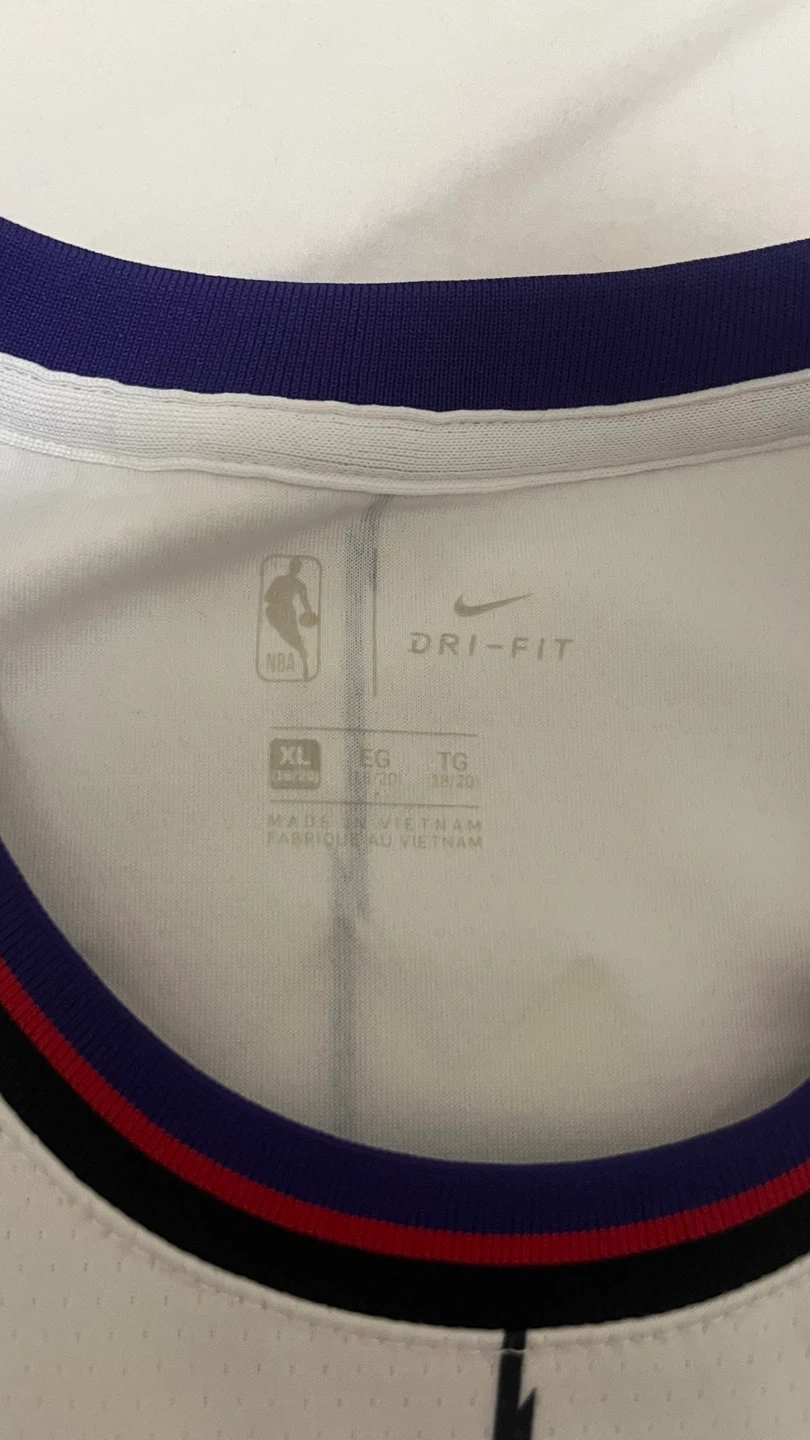 NBA
DRI-FIT
XL EG TG
(18/20) (18/20) (18/20)
MADE IN VIETNAM
FABRIQUÉ AU VIETNAM